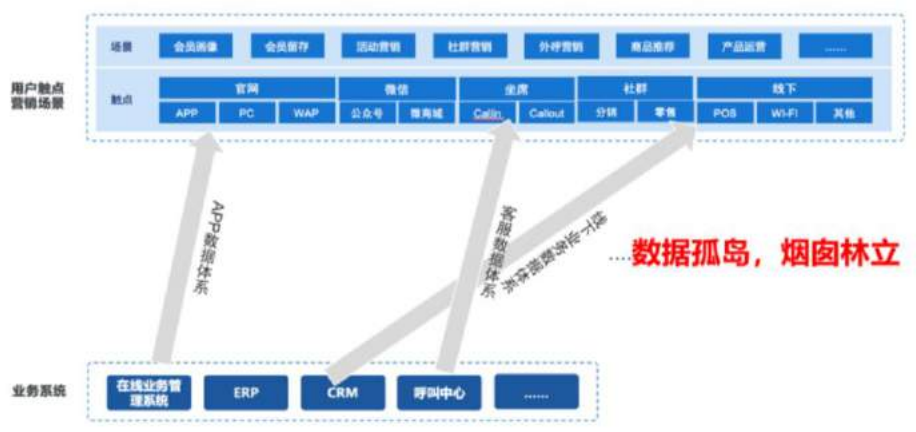 场景 会员画像 会员留存 活动营销 社群营销 外呼营销 商品推荐 产品运营 ......
用户触点
营销场景
触点
官网 微信 坐席 社群 线下
APP PC WAP 公众号 微商城 CallIn Callout 分销 零售 POS WI-FI 其他
APP数据体系
客服数据体系
线下业务数据体系
....数据孤岛，烟囱林立
业务系统
在线业务管
理系统
ERP
CRM
呼叫中心
......